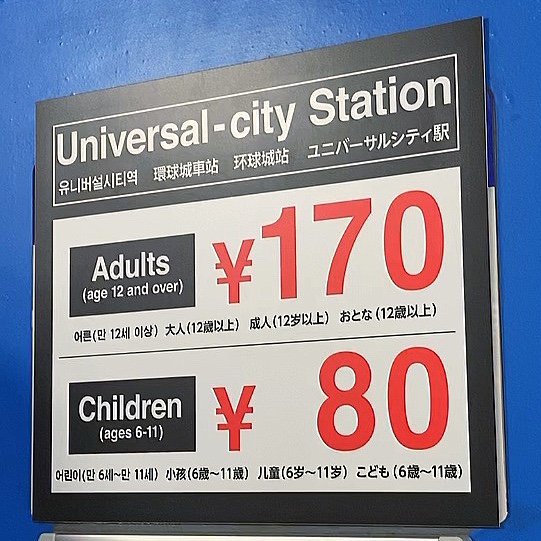 Universal-city Station
유니버설시티역 環球城車站 环球城站 ユニバーサルシティ駅
Adults
(age 12 and over)
¥170
어른(만 12세 이상) 大人(12歲以上) 成人(12岁以上) おとな(12歳以上)
Children
(ages 6-11)
¥ 80
어린이(만 6세~만 11세) 小孩(6歲~11歲) 儿童(6岁~11岁) こども(6歳~11歳)